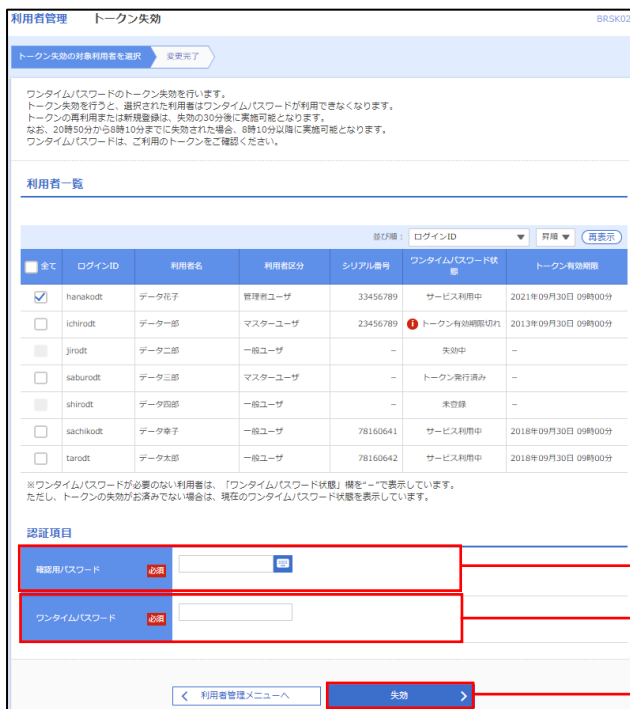 利用者管理 トークン失効 BRSK02
トークン失効の対象利用者を選択 変更完了
ワンタイムパスワードのトークン失効を行います。
トークン失効を行うと、選択された利用者はワンタイムパスワードが利用できなくなります。
トークンの再利用または新規登録は、失効の30分後に実施可能となります。
なお、20時50分から8時10分までに失効された場合、8時10分以降に実施可能となります。
ワンタイムパスワードは、ご利用のトークンをご確認ください。
利用者一覧
並び順： ログインID 昇順 再表示
全て ログインID 利用者名 利用者区分 シリアル番号 ワンタイムパスワード状態 トークン有効期限
hanakodt データ花子 管理者ユーザ 33456789 サービス利用中 2021年09月30日 09時00分
ichirodt データ一郎 マスターユーザ 23456789 トークン有効期限切れ 2013年09月30日 09時00分
jirodt データ二郎 一般ユーザ － 失効中 －
saburodt データ三郎 マスターユーザ － トークン発行済み －
shirodt データ四郎 一般ユーザ － 未登録 －
sachikodt データ幸子 一般ユーザ 78160641 サービス利用中 2018年09月30日 09時00分
tarodt データ太郎 一般ユーザ 78160642 サービス利用中 2018年09月30日 09時00分
※ワンタイムパスワードが必要のない利用者は、「ワンタイムパスワード状態」欄を"－"で表示しています。
ただし、トークンの失効がお済みでない場合は、現在のワンタイムパスワード状態を表示しています。
認証項目
確認用パスワード 必須
ワンタイムパスワード 必須
利用者管理メニューへ 失効